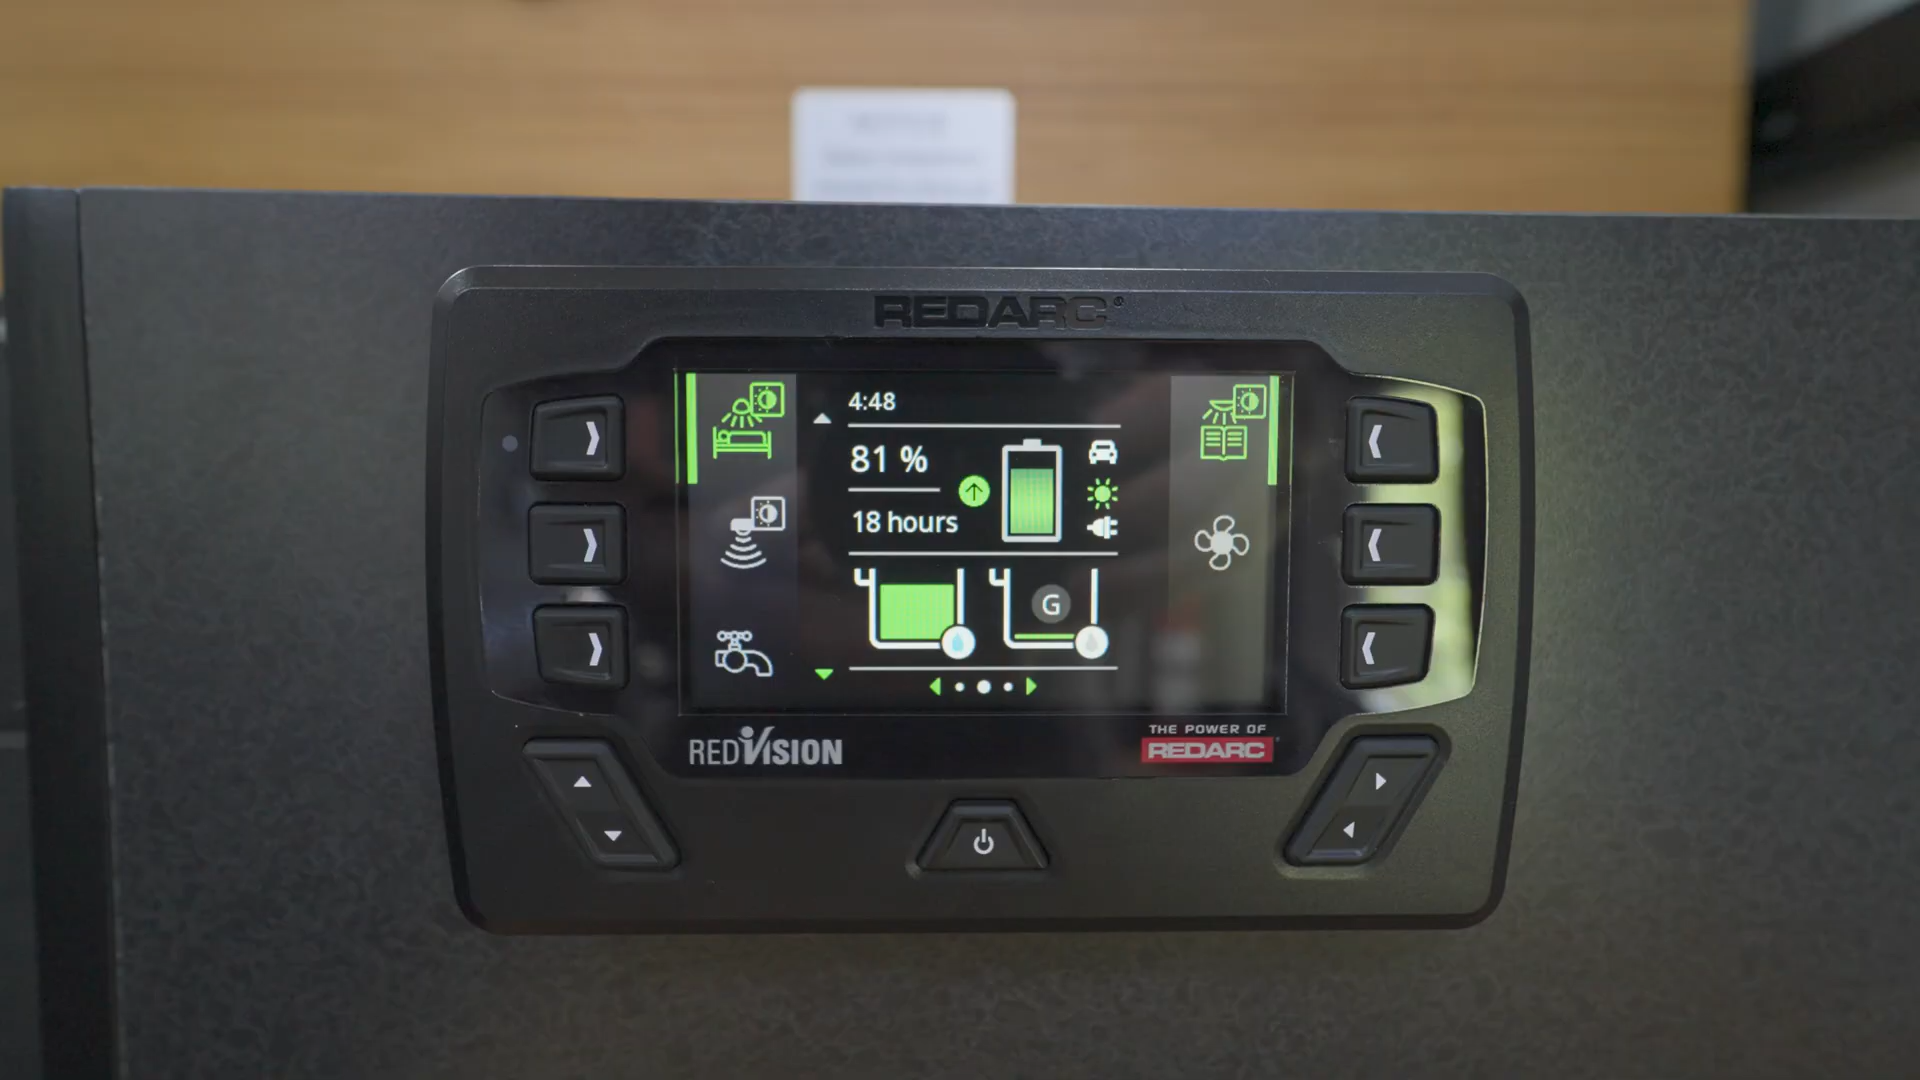 REDARC
4:48
81 %
18 hours
G
REDVISION
THE POWER OF
REDARC